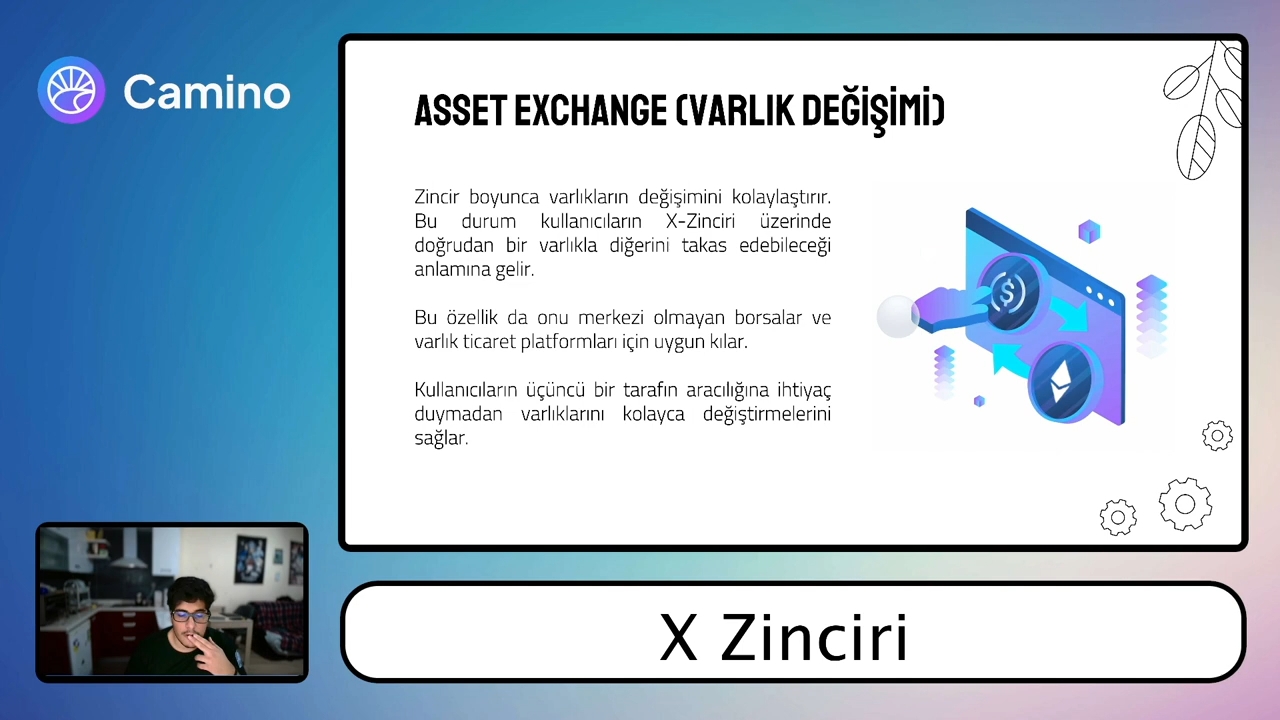 Camino
ASSET EXCHANGE (VARLIK DEĞİŞİMİ)
Zincir boyunca varlıkların değişimini kolaylaştırır.
Bu durum kullanıcıların X-Zinciri üzerinde
doğrudan bir varlıkla diğerini takas edebileceği
anlamına gelir.
Bu özellik da onu merkezi olmayan borsalar ve
varlık ticaret platformları için uygun kılar.
Kullanıcıların üçüncü bir tarafın aracılığına ihtiyaç
duymadan varlıklarını kolayca değiştirmelerini
sağlar.
X Zinciri